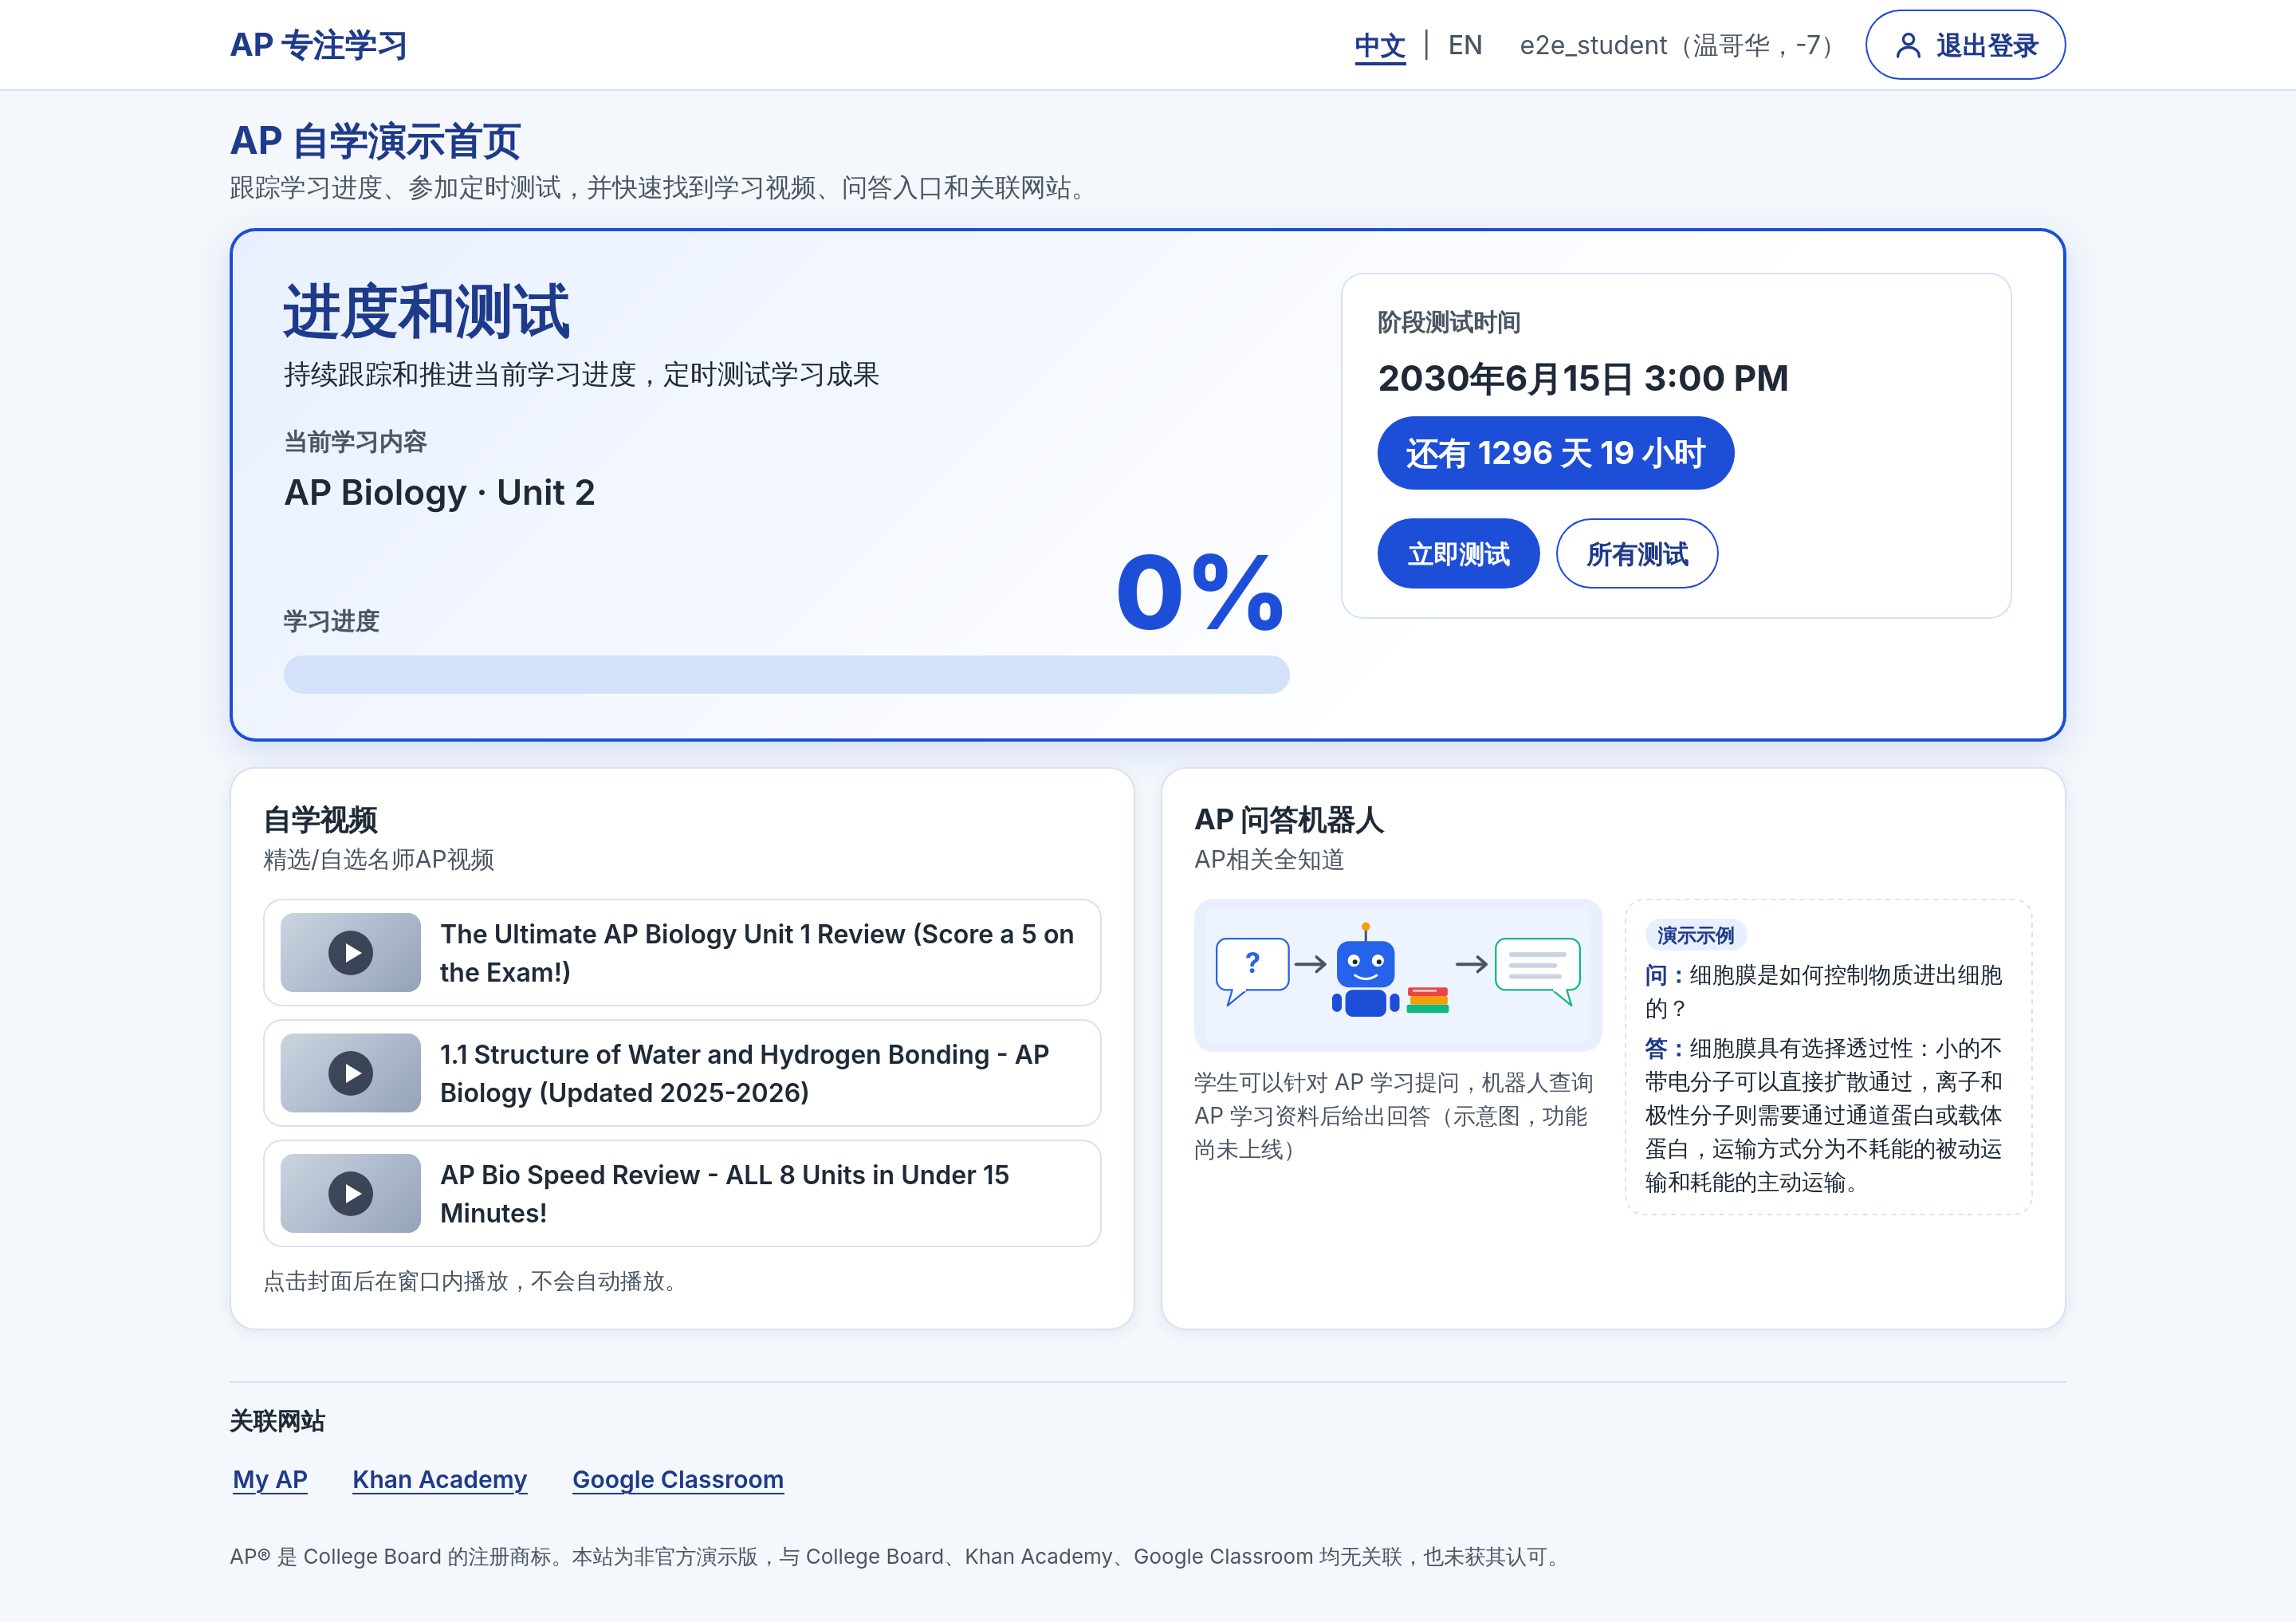 AP 专注学习
中文 | EN e2e_student（温哥华，-7） 退出登录
AP 自学演示首页
跟踪学习进度、参加定时测试，并快速找到学习视频、问答入口和关联网站。
进度和测试
持续跟踪和推进当前学习进度，定时测试学习成果
当前学习内容
AP Biology · Unit 2
学习进度
0%
阶段测试时间
2030年6月15日 3:00 PM
还有 1296 天 19 小时
立即测试 所有测试
自学视频
精选/自选名师AP视频
The Ultimate AP Biology Unit 1 Review (Score a 5 on
the Exam!)
1.1 Structure of Water and Hydrogen Bonding - AP
Biology (Updated 2025-2026)
AP Bio Speed Review - ALL 8 Units in Under 15
Minutes!
点击封面后在窗口内播放，不会自动播放。
AP 问答机器人
AP相关全知道
?
学生可以针对 AP 学习提问，机器人查询
AP 学习资料后给出回答（示意图，功能
尚未上线）
演示示例
问：细胞膜是如何控制物质进出细胞
的？
答：细胞膜具有选择透过性：小的不
带电分子可以直接扩散通过，离子和
极性分子则需要通过通道蛋白或载体
蛋白，运输方式分为不耗能的被动运
输和耗能的主动运输。
关联网站
My AP Khan Academy Google Classroom
AP® 是 College Board 的注册商标。本站为非官方演示版，与 College Board、Khan Academy、Google Classroom 均无关联，也未获其认可。